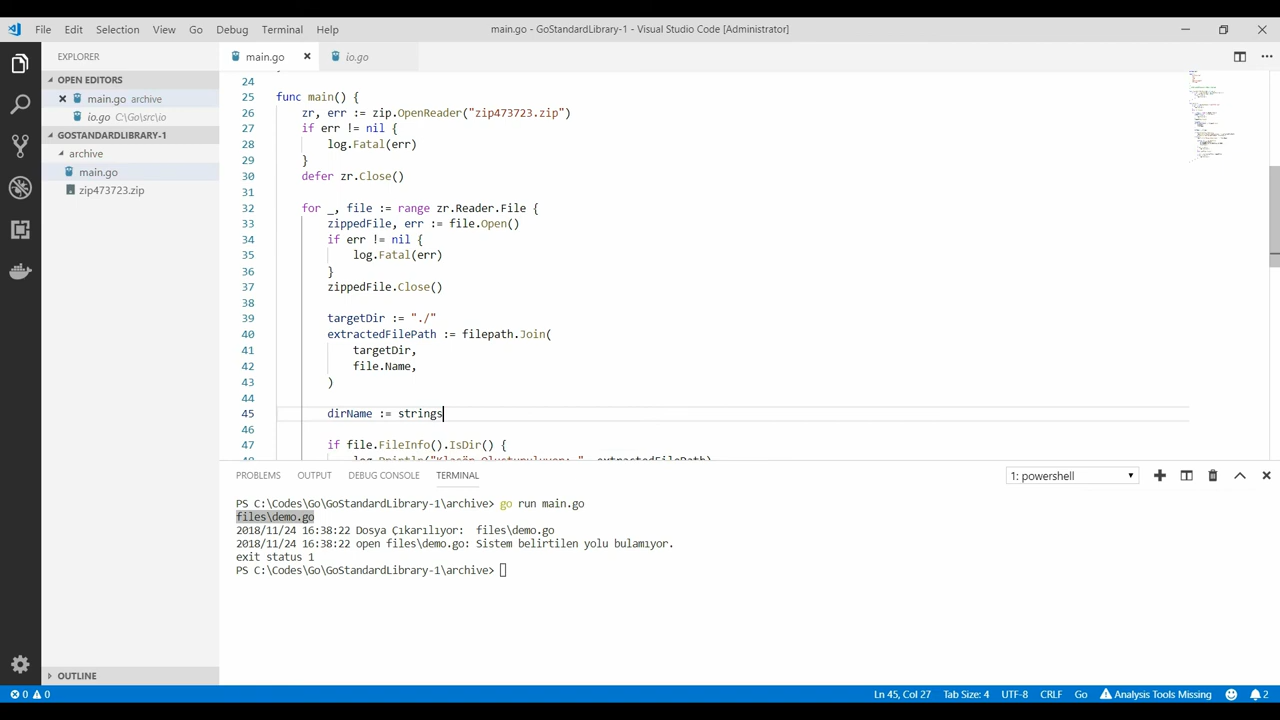 File Edit Selection View Go Debug Terminal Help
main.go - GoStandardLibrary-1 - Visual Studio Code [Administrator]
EXPLORER
OPEN EDITORS
main.go archive
io.go C:\Go\src\io
GOSTANDARDLIBRARY-1
archive
main.go
zip473723.zip
OUTLINE
main.go
io.go
24
25 func main() {
26 zr, err := zip.OpenReader("zip473723.zip")
27 if err != nil {
28 log.Fatal(err)
29 }
30 defer zr.Close()
31
32 for _, file := range zr.Reader.File {
33 zippedFile, err := file.Open()
34 if err != nil {
35 log.Fatal(err)
36 }
37 zippedFile.Close()
38
39 targetDir := "./"
40 extractedFilePath := filepath.Join(
41 targetDir,
42 file.Name,
43 )
44
45 dirName := strings
46
47 if file.FileInfo().IsDir() {
48 log.Println("Klasör Oluşturuluyor: ", extractedFilePath)
PROBLEMS OUTPUT DEBUG CONSOLE TERMINAL
1: powershell
PS C:\Codes\Go\GoStandardLibrary-1\archive> go run main.go
files\demo.go
2018/11/24 16:38:22 Dosya Çıkarılıyor: files\demo.go
2018/11/24 16:38:22 open files\demo.go: Sistem belirtilen yolu bulamıyor.
exit status 1
PS C:\Codes\Go\GoStandardLibrary-1\archive>
0 0
Ln 45, Col 27 Tab Size: 4 UTF-8 CRLF Go Analysis Tools Missing 2